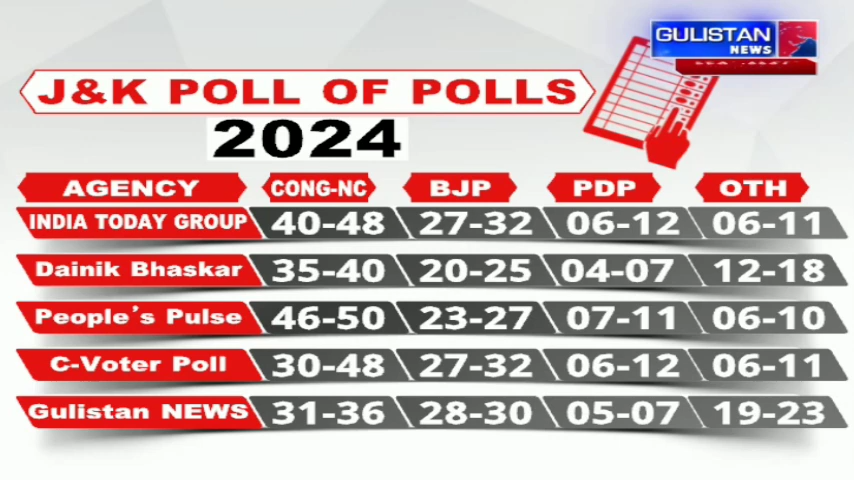 GULISTAN
NEWS
J&K POLL OF POLLS
2024
AGENCY CONG-NC BJP PDP OTH
INDIA TODAY GROUP 40-48 27-32 06-12 06-11
Dainik Bhaskar 35-40 20-25 04-07 12-18
People's Pulse 46-50 23-27 07-11 06-10
C-Voter Poll 30-48 27-32 06-12 06-11
Gulistan NEWS 31-36 28-30 05-07 19-23